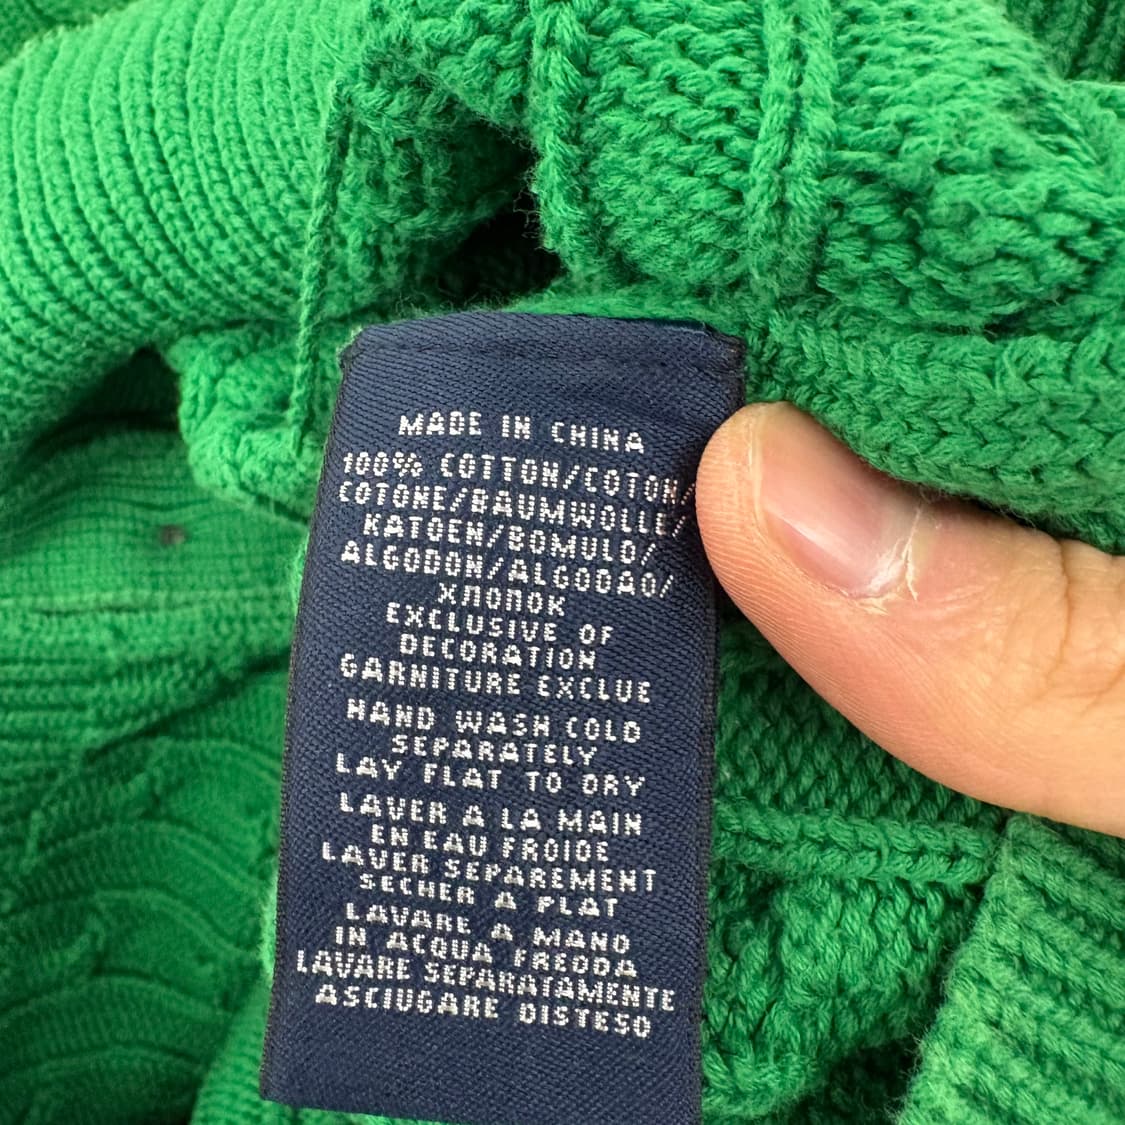 MADE IN CHINA
100% COTTON/COTON/
COTONE/BAUMWOLLE/
KATOEN/BOMULD/
ALGODON/ALGODAO/
ХЛОПОК
EXCLUSIVE OF
DECORATION
GARNITURE EXCLUE
HAND WASH COLD
SEPARATELY
LAY FLAT TO DRY
LAVER A LA MAIN
EN EAU FROIDE
LAVER SEPAREMENT
SECHER A PLAT
LAVARE A MANO
IN ACQUA FREDDA
LAVARE SEPARATAMENTE
ASCIUGARE DISTESO